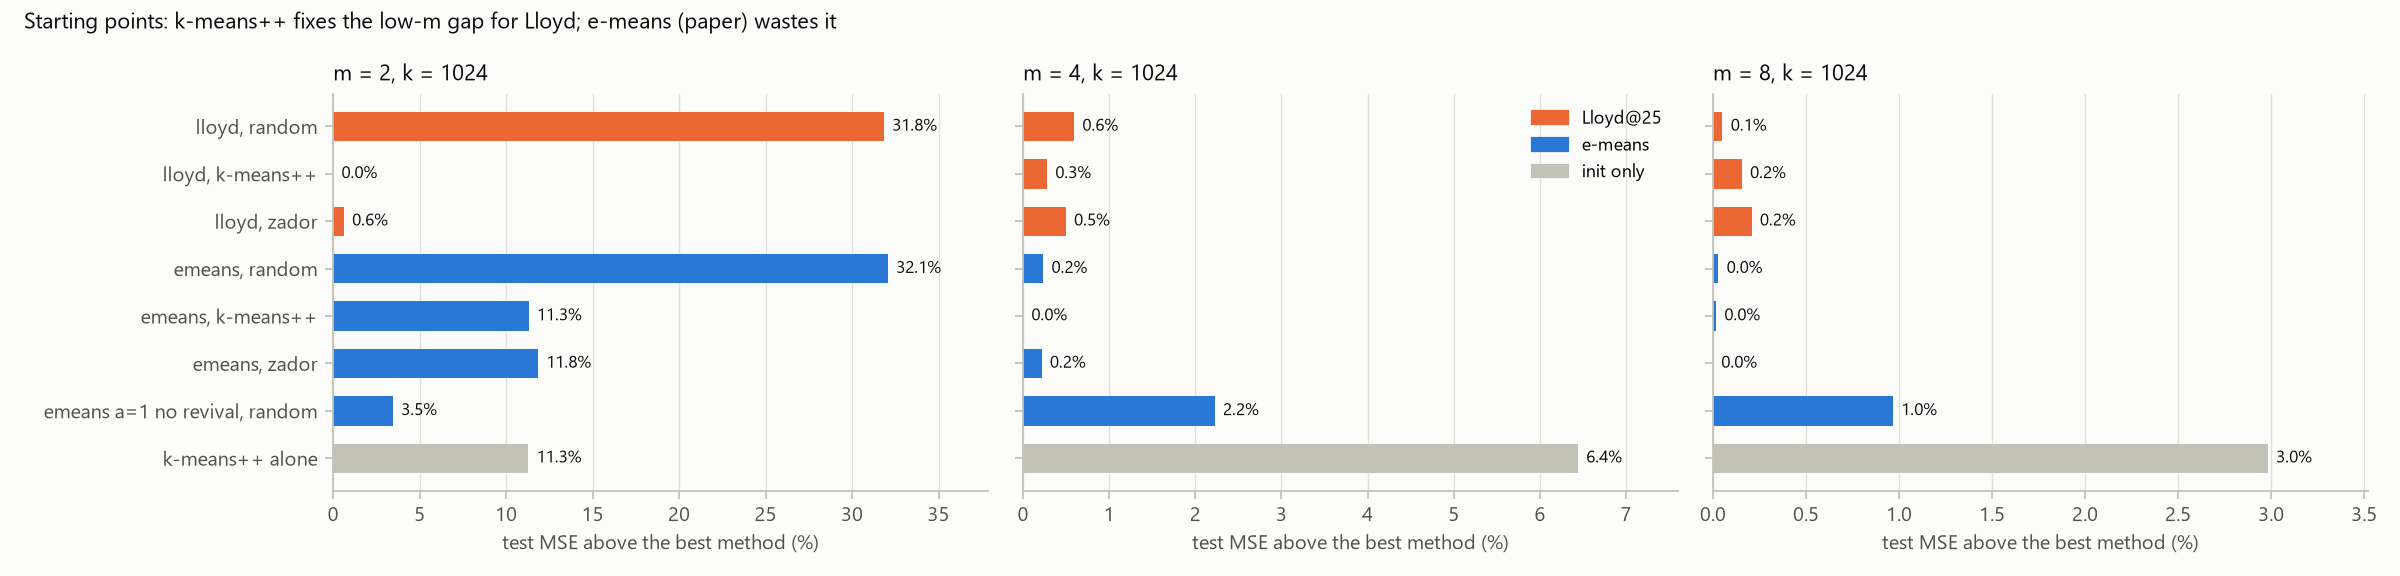 Starting points: k-means++ fixes the low-m gap for Lloyd; e-means (paper) wastes it
m = 2, k = 1024
lloyd, random
31.8%
lloyd, k-means++
0.0%
lloyd, zador
0.6%
emeans, random
32.1%
emeans, k-means++
11.3%
emeans, zador
11.8%
emeans a=1 no revival, random
3.5%
k-means++ alone
11.3%
0 5 10 15 20 25 30 35
test MSE above the best method (%)
m = 4, k = 1024
Lloyd@25
e-means
init only
0.6%
0.3%
0.5%
0.2%
0.0%
0.2%
2.2%
6.4%
0 1 2 3 4 5 6 7
test MSE above the best method (%)
m = 8, k = 1024
0.1%
0.2%
0.2%
0.0%
0.0%
0.0%
1.0%
3.0%
0.0 0.5 1.0 1.5 2.0 2.5 3.0 3.5
test MSE above the best method (%)